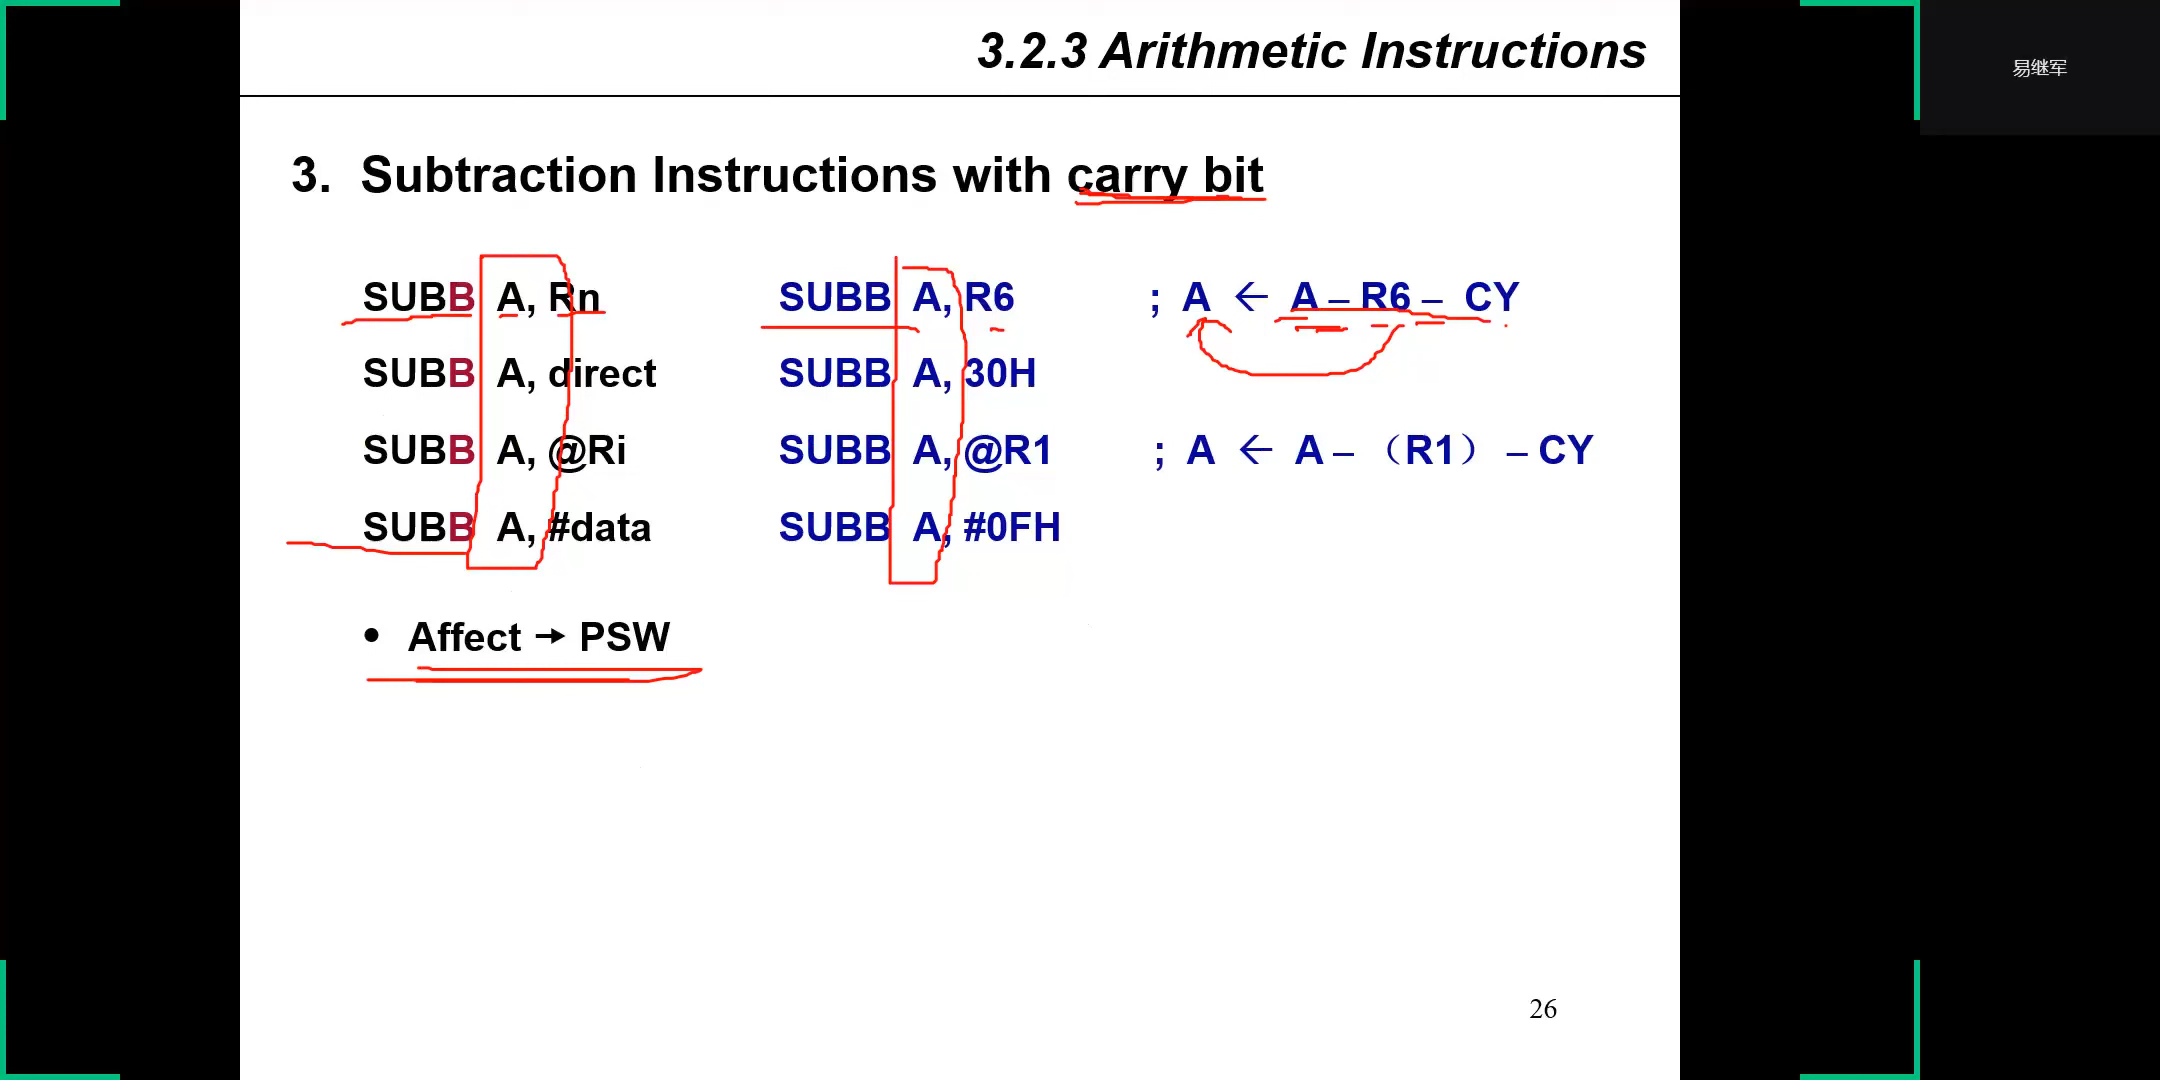 3.2.3 Arithmetic Instructions
易继军
3. Subtraction Instructions with carry bit
SUBB A, Rn SUBB A, R6 ; A ← A – R6 – CY
SUBB A, direct SUBB A, 30H
SUBB A, @Ri SUBB A, @R1 ; A ← A – （R1） – CY
SUBB A, #data SUBB A, #0FH
• Affect → PSW
26